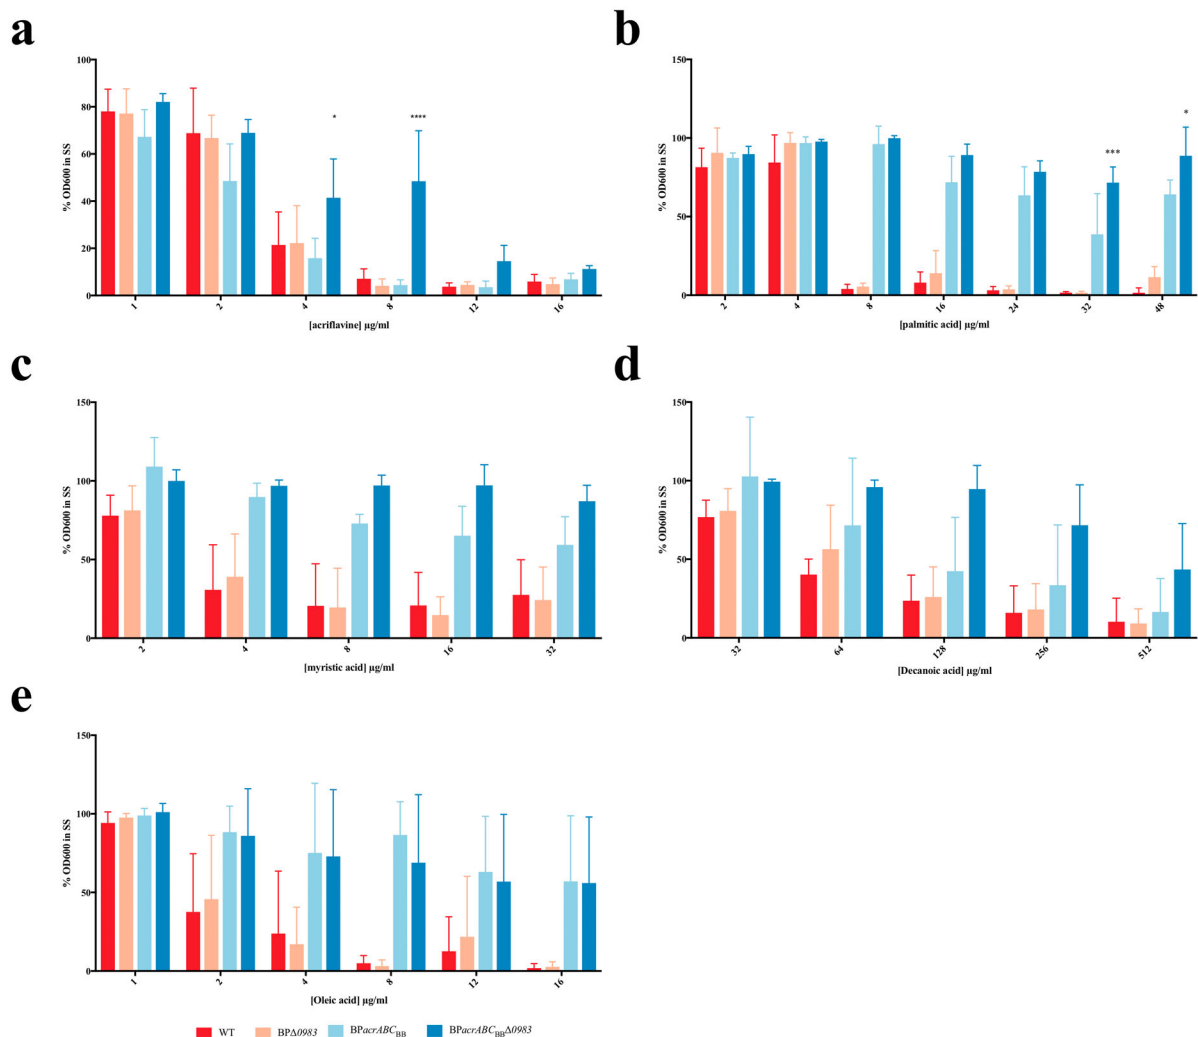 a
% OD600 in SS
100
80
60
40
20
0
* ****
1 2 4 8 12 16
[acriflavine] µg/ml
b
% OD600 in SS
150
100
50
0
*** *
2 4 8 16 24 32 48
[palmitic acid] µg/ml
c
% OD600 in SS
150
100
50
0
2 4 8 16 32
[myristic acid] µg/ml
d
% OD600 in SS
150
100
50
0
32 64 128 256 512
[Decanoic acid] µg/ml
e
% OD600 in SS
150
100
50
0
1 2 4 8 12 16
[Oleic acid] µg/ml
WT BPΔ0983 BPacrABCBB BPacrABCBBΔ0983